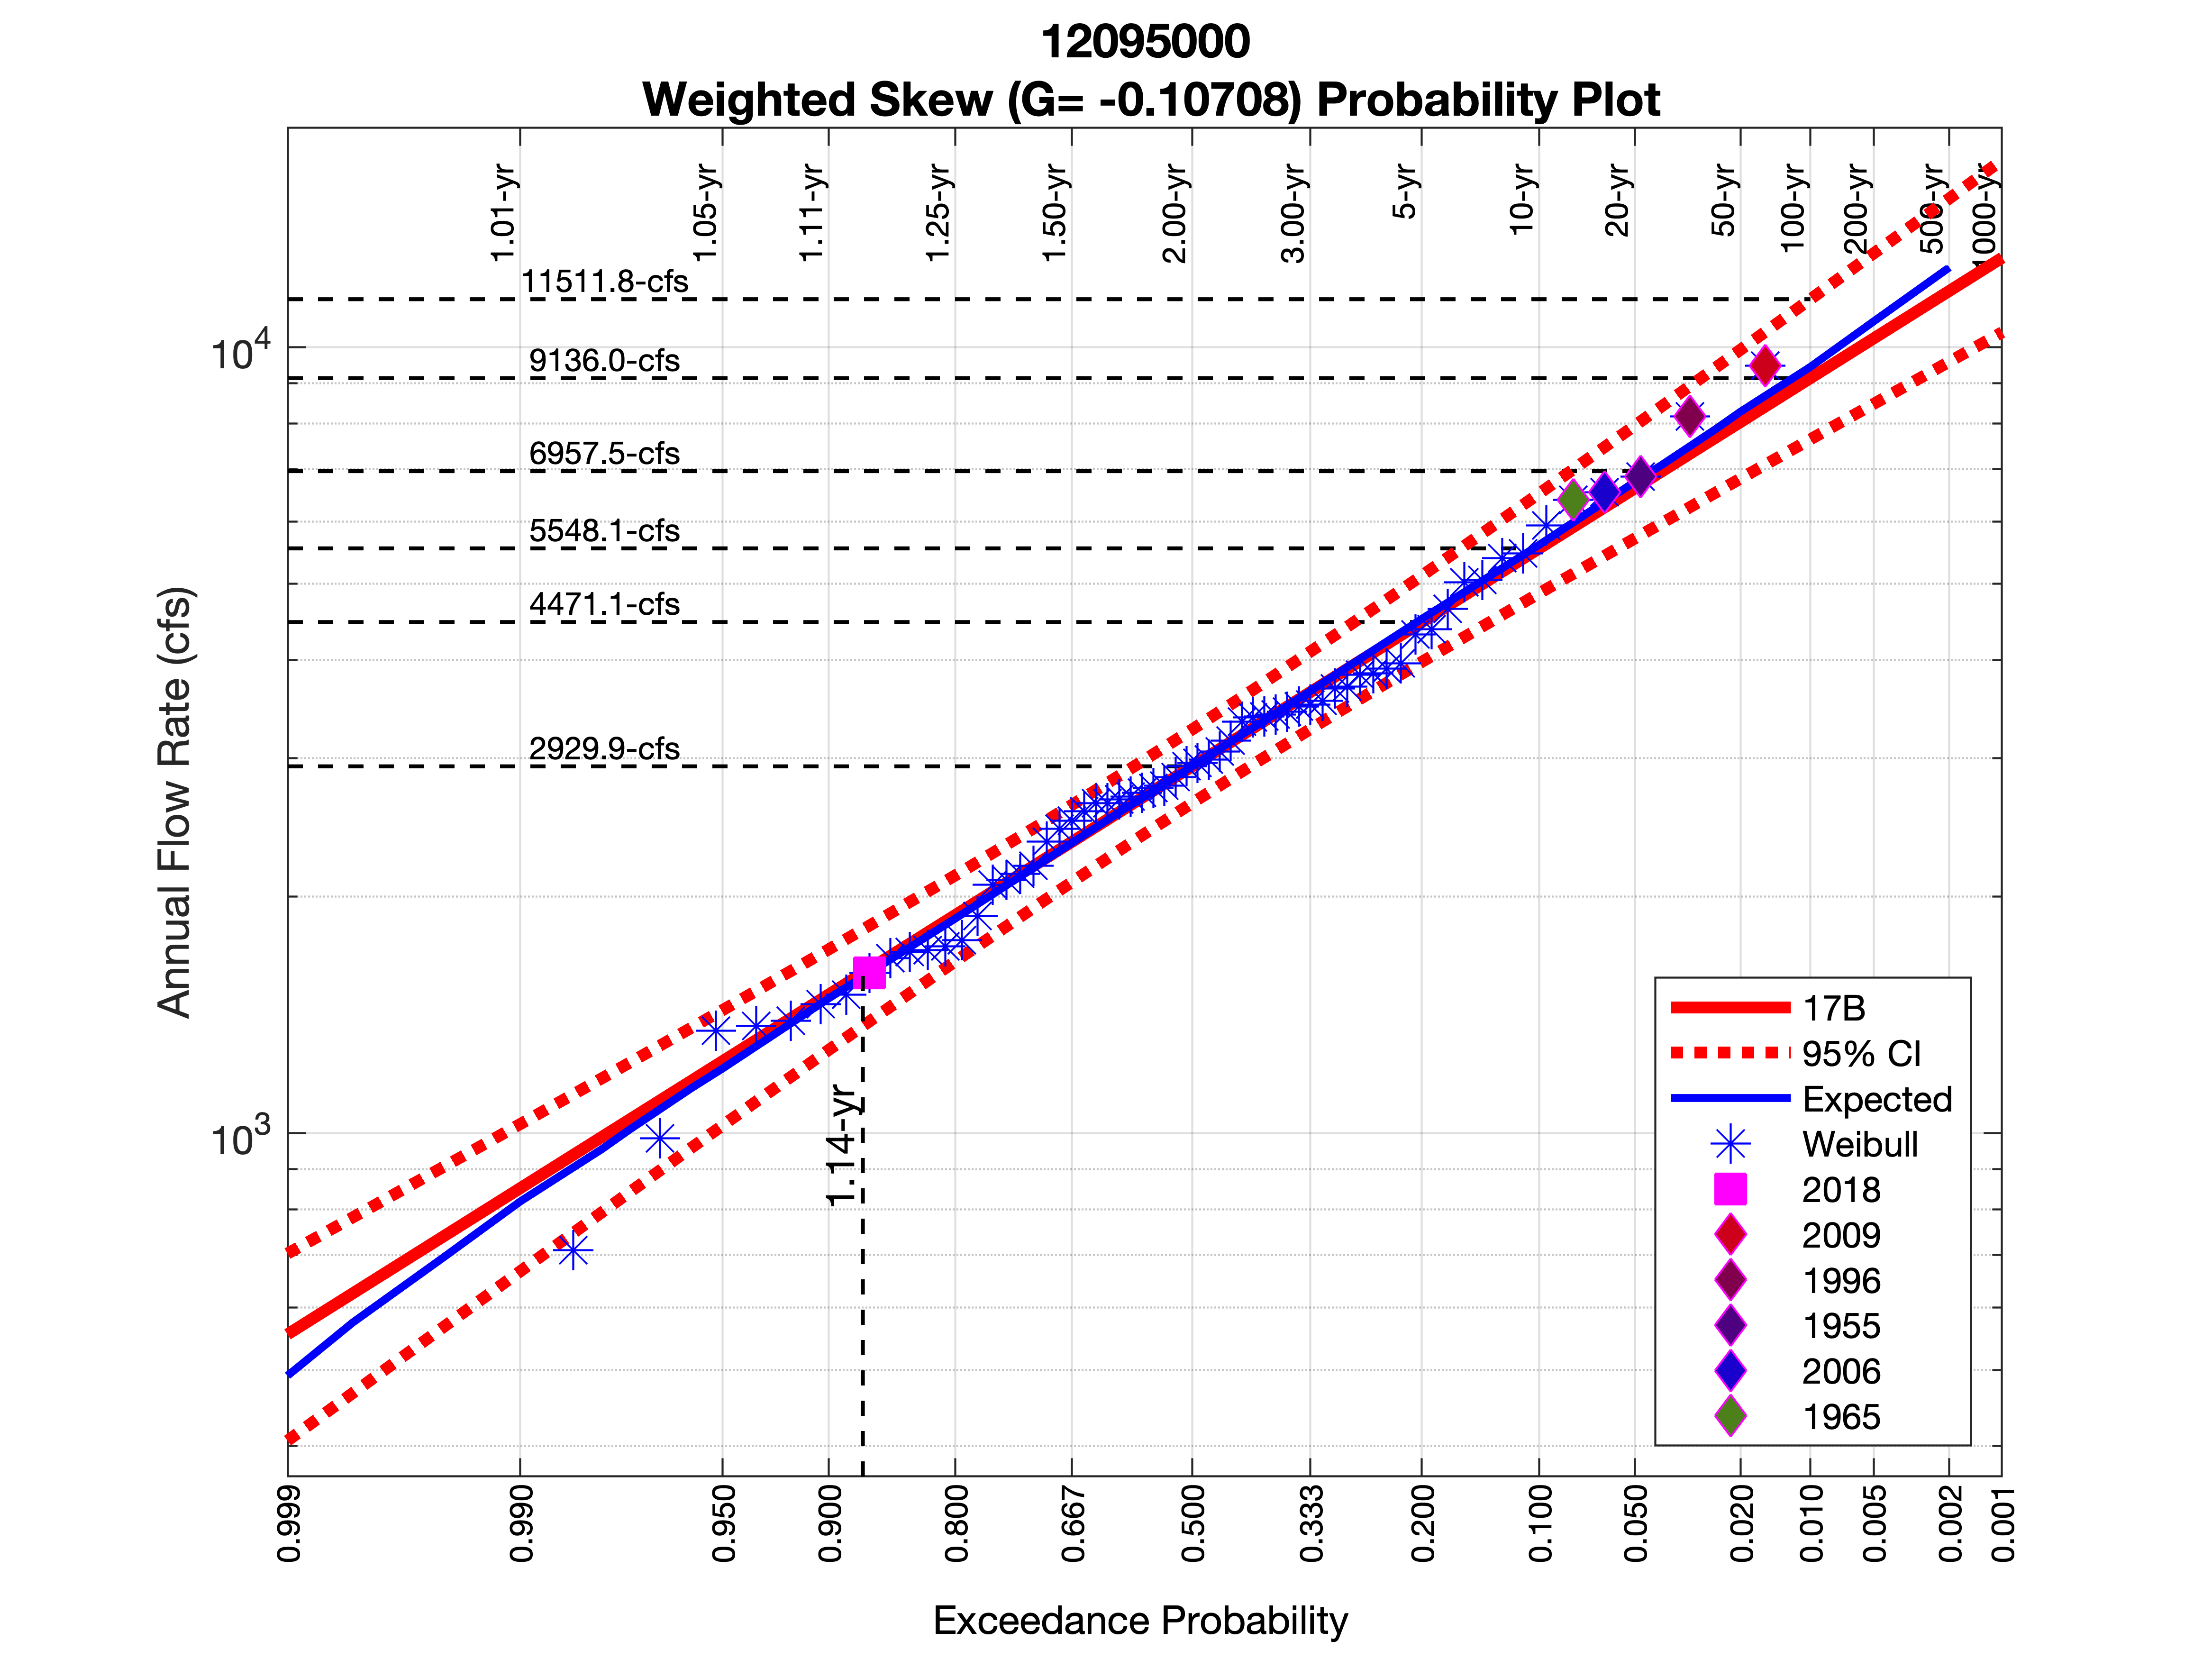 12095000
Weighted Skew (G= -0.10708) Probability Plot
1.01-yr
1.05-yr
1.11-yr
1.25-yr
1.50-yr
2.00-yr
3.00-yr
5-yr
10-yr
20-yr
50-yr
100-yr
200-yr
500-yr
1000-yr
11511.8-cfs
9136.0-cfs
6957.5-cfs
5548.1-cfs
4471.1-cfs
2929.9-cfs
10^4
10^3
Annual Flow Rate (cfs)
1.14-yr
17B
95% CI
Expected
Weibull
2018
2009
1996
1955
2006
1965
0.999
0.990
0.950
0.900
0.800
0.667
0.500
0.333
0.200
0.100
0.050
0.020
0.010
0.005
0.002
0.001
Exceedance Probability